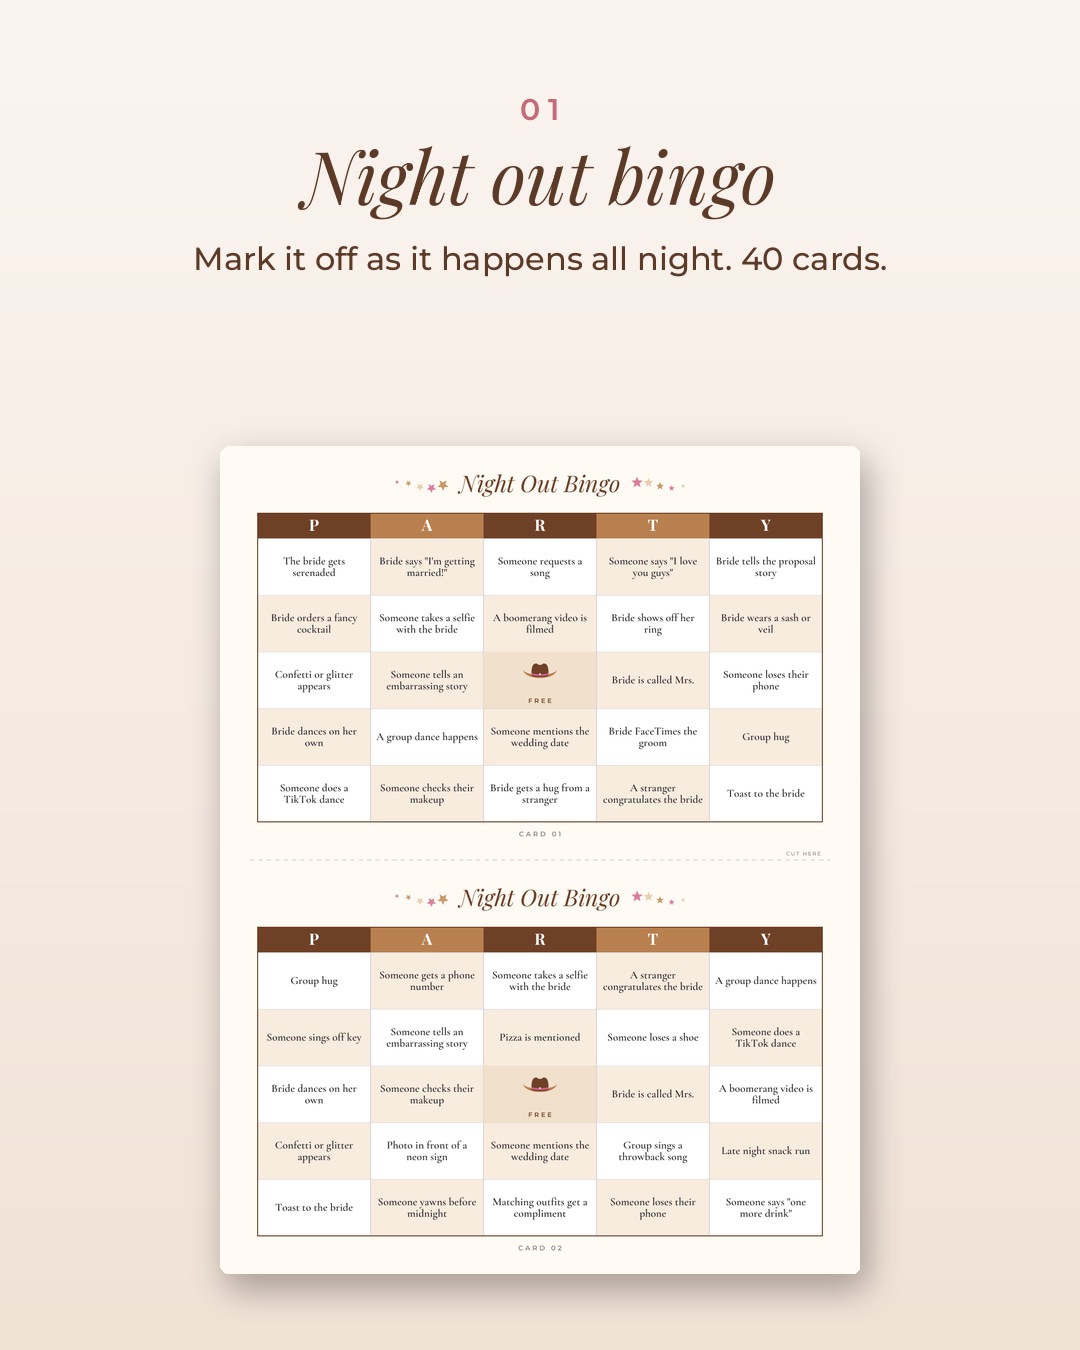 01
Night out bingo
Mark it off as it happens all night. 40 cards.
Night Out Bingo
P A R T Y
The bride gets
serenaded
Bride says "I'm getting
married!"
Someone requests a
song
Someone says "I love
you guys"
Bride tells the proposal
story
Bride orders a fancy
cocktail
Someone takes a selfie
with the bride
A boomerang video is
filmed
Bride shows off her
ring
Bride wears a sash or
veil
Confetti or glitter
appears
Someone tells an
embarrassing story
FREE
Bride is called Mrs.
Someone loses their
phone
Bride dances on her
own
A group dance happens
Someone mentions the
wedding date
Bride FaceTimes the
groom
Group hug
Someone does a
TikTok dance
Someone checks their
makeup
Bride gets a hug from a
stranger
A stranger
congratulates the bride
Toast to the bride
CARD 01
CUT HERE
Night Out Bingo
P A R T Y
Group hug
Someone gets a phone
number
Someone takes a selfie
with the bride
A stranger
congratulates the bride
A group dance happens
Someone sings off key
Someone tells an
embarrassing story
Pizza is mentioned
Someone loses a shoe
Someone does a
TikTok dance
Bride dances on her
own
Someone checks their
makeup
FREE
Bride is called Mrs.
A boomerang video is
filmed
Confetti or glitter
appears
Photo in front of a
neon sign
Someone mentions the
wedding date
Group sings a
throwback song
Late night snack run
Toast to the bride
Someone yawns before
midnight
Matching outfits get a
compliment
Someone loses their
phone
Someone says "one
more drink"
CARD 02